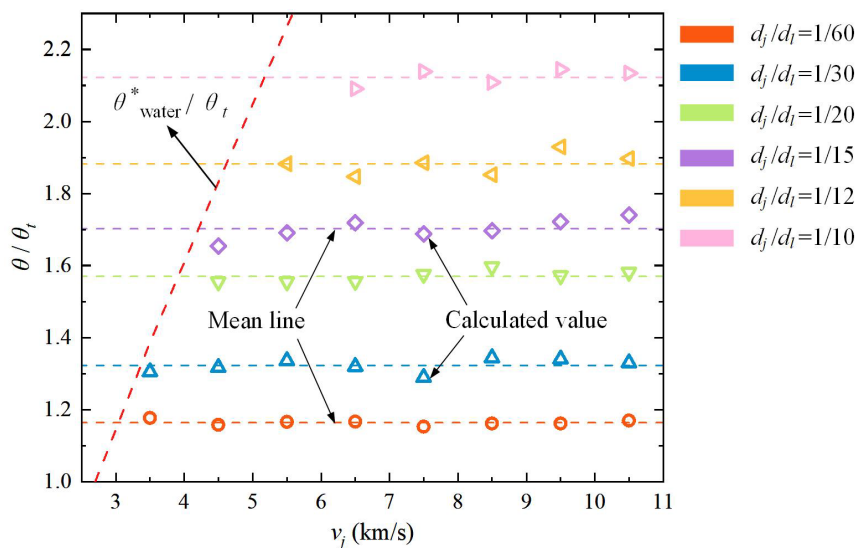 2.2
2.0
1.8
1.6
1.4
1.2
1.0
θ / θt
3 4 5 6 7 8 9 10 11
vj (km/s)
θ*water / θt
Mean line
Calculated value
dj/dl=1/60
dj/dl=1/30
dj/dl=1/20
dj/dl=1/15
dj/dl=1/12
dj/dl=1/10